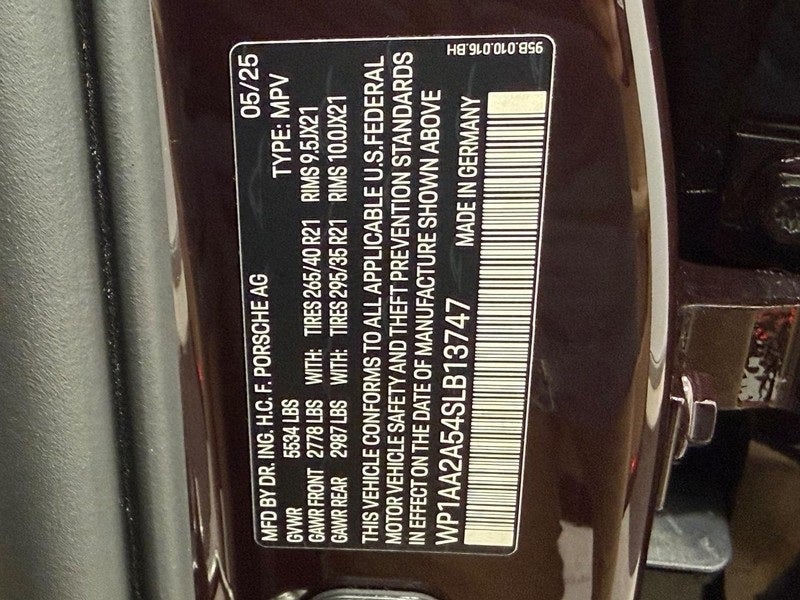 05/25
MFD BY DR. ING. H.C. F. PORSCHE AG TYPE: MPV
GVWR 5534 LBS
GAWR FRONT 2778 LBS WITH: TIRES 265/40 R21 RIMS 9.5JX21
GAWR REAR 2987 LBS WITH: TIRES 295/35 R21 RIMS 10.0JX21
THIS VEHICLE CONFORMS TO ALL APPLICABLE U.S.FEDERAL
MOTOR VEHICLE SAFETY AND THEFT PREVENTION STANDARDS
IN EFFECT ON THE DATE OF MANUFACTURE SHOWN ABOVE
WP1AA2A54SLB13747 MADE IN GERMANY
95B.010.016.BH